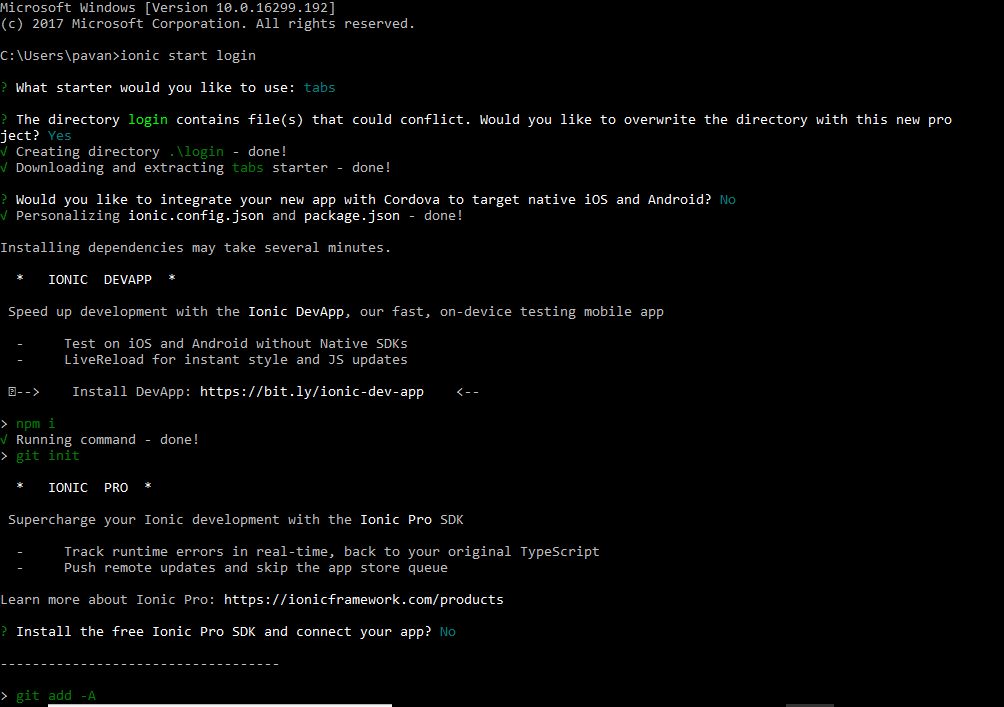 Microsoft Windows [Version 10.0.16299.192]
(c) 2017 Microsoft Corporation. All rights reserved.
C:\Users\pavan>ionic start login
? What starter would you like to use: tabs
? The directory login contains file(s) that could conflict. Would you like to overwrite the directory with this new pro
ject? Yes
√ Creating directory .\login - done!
√ Downloading and extracting tabs starter - done!
? Would you like to integrate your new app with Cordova to target native iOS and Android? No
√ Personalizing ionic.config.json and package.json - done!
Installing dependencies may take several minutes.
*   IONIC  DEVAPP  *
Speed up development with the Ionic DevApp, our fast, on-device testing mobile app
-     Test on iOS and Android without Native SDKs
-     LiveReload for instant style and JS updates
-->    Install DevApp: https://bit.ly/ionic-dev-app    <--
> npm i
√ Running command - done!
> git init
*   IONIC  PRO  *
Supercharge your Ionic development with the Ionic Pro SDK
-     Track runtime errors in real-time, back to your original TypeScript
-     Push remote updates and skip the app store queue
Learn more about Ionic Pro: https://ionicframework.com/products
? Install the free Ionic Pro SDK and connect your app? No
-----------------------------------
> git add -A